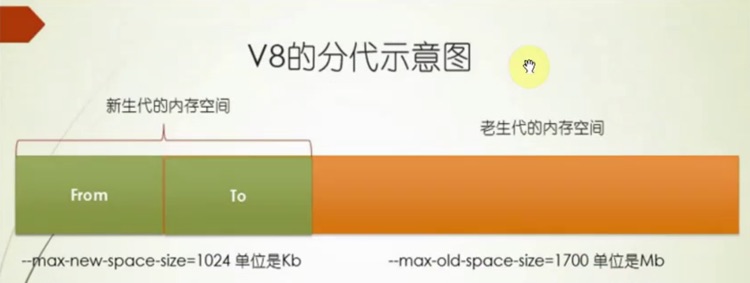 V8的分代示意图
新生代的内存空间
老生代的内存空间
From
To
--max-new-space-size=1024 单位是Kb
--max-old-space-size=1700 单位是Mb